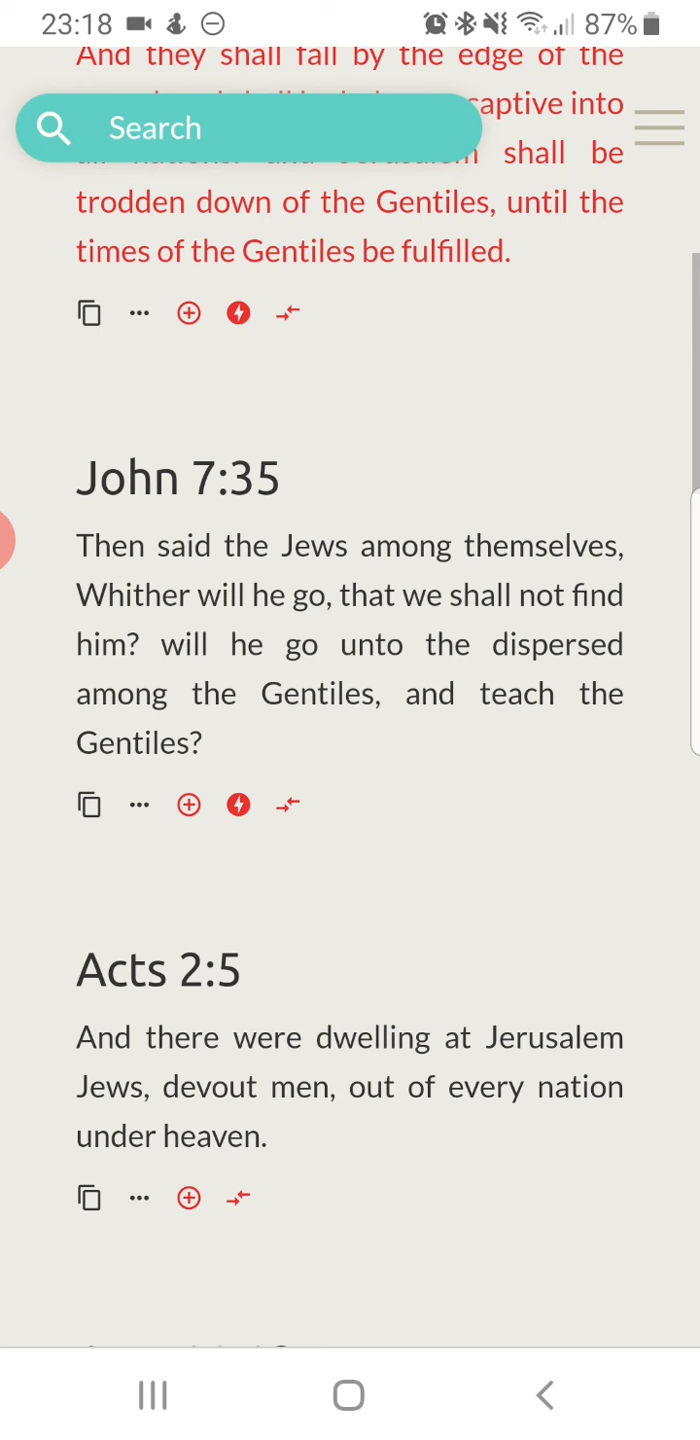 23:18 87%
And they shall fall by the edge of the
captive into
Search
shall be
trodden down of the Gentiles, until the
times of the Gentiles be fulfilled.
John 7:35
Then said the Jews among themselves,
Whither will he go, that we shall not find
him? will he go unto the dispersed
among the Gentiles, and teach the
Gentiles?
Acts 2:5
And there were dwelling at Jerusalem
Jews, devout men, out of every nation
under heaven.